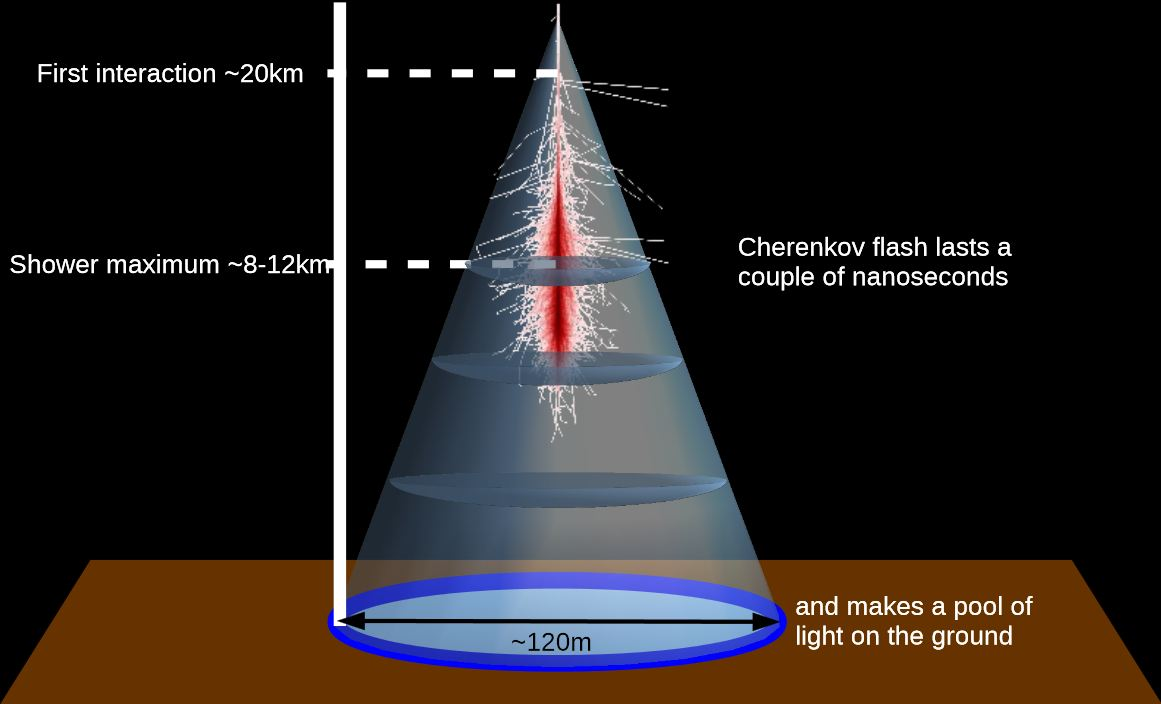 First interaction ~20km
Shower maximum ~8-12km
Cherenkov flash lasts a
couple of nanoseconds
and makes a pool of
light on the ground
~120m